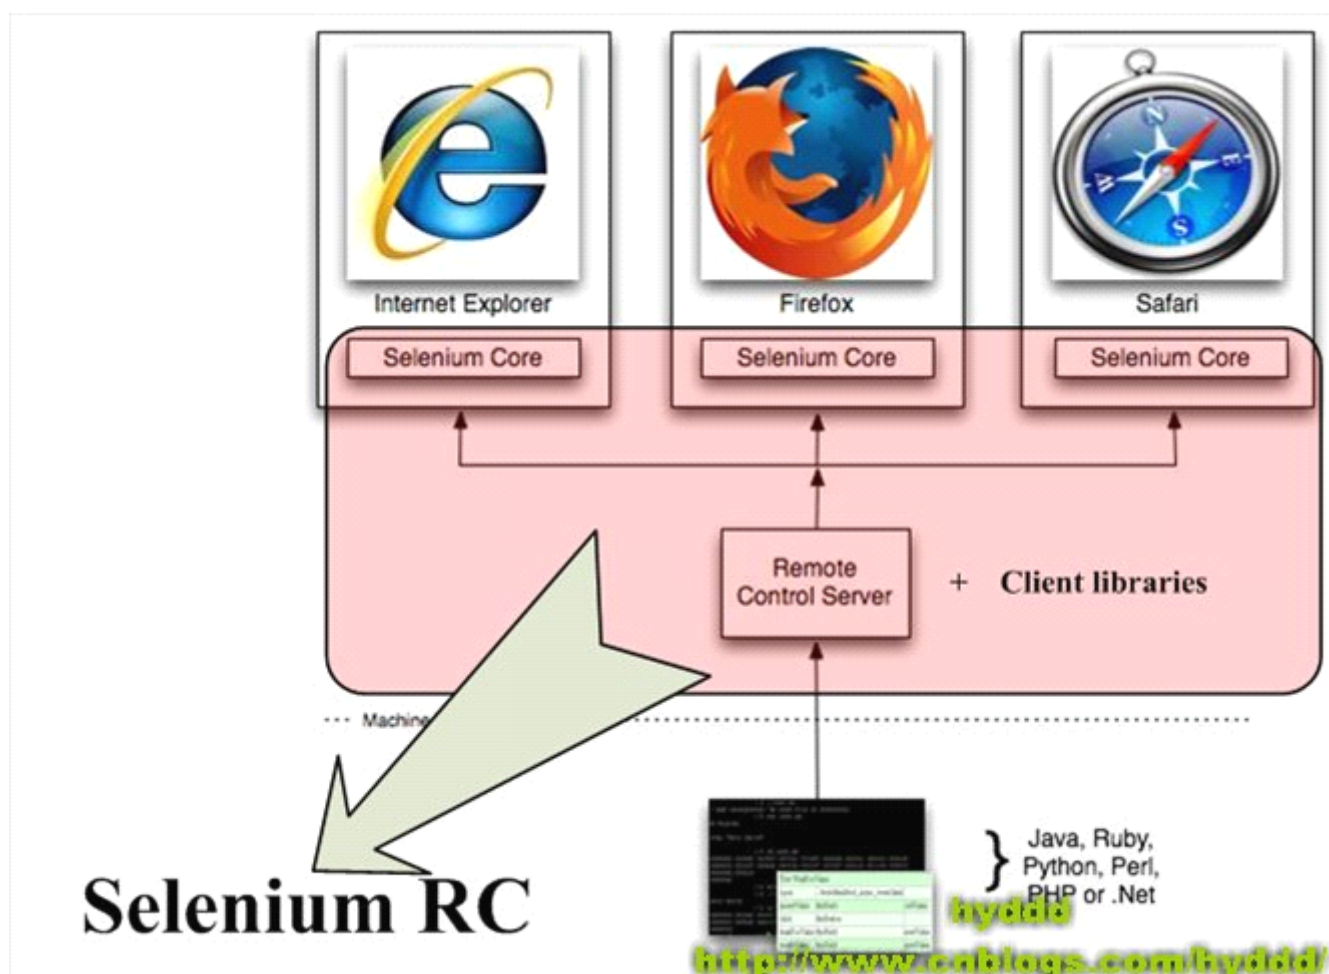 Internet Explorer
Firefox
Safari
Selenium Core
Selenium Core
Selenium Core
Remote
Control Server
+ Client libraries
Machine
Java, Ruby,
Python, Perl,
PHP or .Net
Selenium RC
hyddd
http://www.cnblogs.com/hyddd/
N
E
S
W